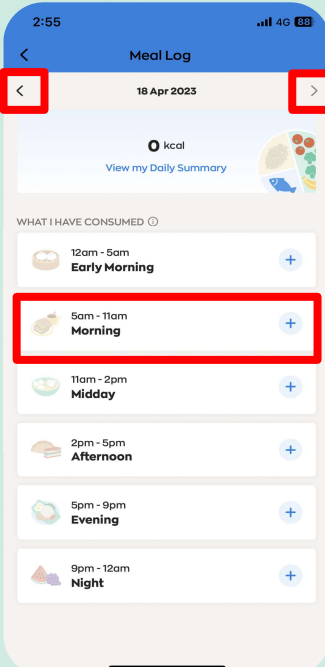 2:55
4G 88
Meal Log
18 Apr 2023
0 kcal
View my Daily Summary
WHAT I HAVE CONSUMED
12am - 5am
Early Morning
5am - 11am
Morning
11am - 2pm
Midday
2pm - 5pm
Afternoon
5pm - 9pm
Evening
9pm - 12am
Night